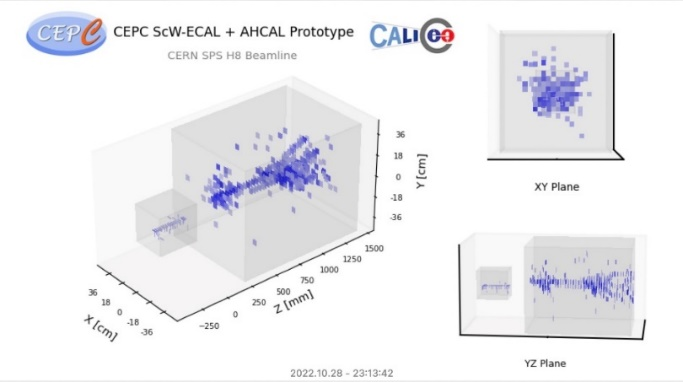 CEPC
CEPC ScW-ECAL + AHCAL Prototype
CALICO
CERN SPS H8 Beamline
36
18
0
-18
-36
Y [cm]
36
18
0
-18
-36
X [cm]
-250
0
250
500
750
1000
1250
1500
Z [mm]
XY Plane
YZ Plane
2022.10.28 - 23:13:42